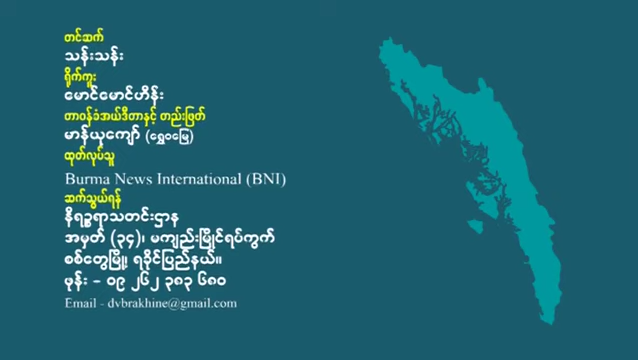 တင်ဆက်
သန်းသန်း
ရိုက်ကူး
မောင်မောင်ဟိန်း
တာဝန်ခံအယ်ဒီတာနှင့် တည်းဖြတ်
မာန်ယုကျော် (ရွှေဝမြေ)
ထုတ်လုပ်သူ
Burma News International (BNI)
ဆက်သွယ်ရန်
နိရဉ္စရာသတင်းဌာန
အမှတ် (၃၄)၊ မကျည်းမြိုင်ရပ်ကွက်
စစ်တွေမြို့၊ ရခိုင်ပြည်နယ်။
ဖုန်း - ၀၉ ၂၆၂ ၃၈၃ ၆၈၀
Email - dvbrakhine@gmail.com